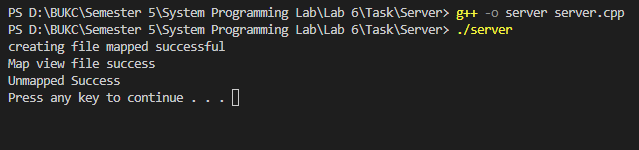 PS D:\BUKC\Semester 5\System Programming Lab\Lab 6\Task\Server> g++ -o server server.cpp
PS D:\BUKC\Semester 5\System Programming Lab\Lab 6\Task\Server> ./server
creating file mapped successful
Map view file success
Unmapped Success
Press any key to continue . . .